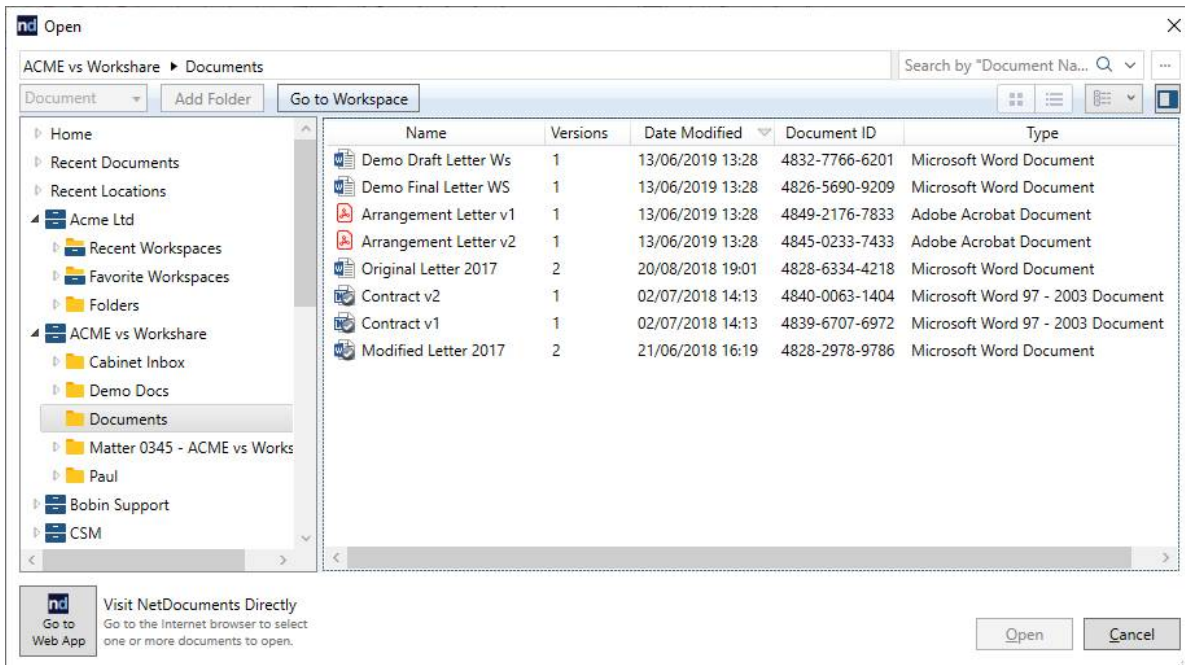 nd Open
ACME vs Workshare ▸ Documents
Search by "Document Na...
...
Document
Add Folder
Go to Workspace
Home
Recent Documents
Recent Locations
Acme Ltd
Recent Workspaces
Favorite Workspaces
Folders
ACME vs Workshare
Cabinet Inbox
Demo Docs
Documents
Matter 0345 - ACME vs Works
Paul
Bobin Support
CSM
Name Versions Date Modified Document ID Type
Demo Draft Letter Ws 1 13/06/2019 13:28 4832-7766-6201 Microsoft Word Document
Demo Final Letter WS 1 13/06/2019 13:28 4826-5690-9209 Microsoft Word Document
Arrangement Letter v1 1 13/06/2019 13:28 4849-2176-7833 Adobe Acrobat Document
Arrangement Letter v2 1 13/06/2019 13:28 4845-0233-7433 Adobe Acrobat Document
Original Letter 2017 2 20/08/2018 19:01 4828-6334-4218 Microsoft Word Document
Contract v2 1 02/07/2018 14:13 4840-0063-1404 Microsoft Word 97 - 2003 Document
Contract v1 1 02/07/2018 14:13 4839-6707-6972 Microsoft Word 97 - 2003 Document
Modified Letter 2017 2 21/06/2018 16:19 4828-2978-9786 Microsoft Word Document
nd
Go to
Web App
Visit NetDocuments Directly
Go to the Internet browser to select
one or more documents to open.
Open
Cancel